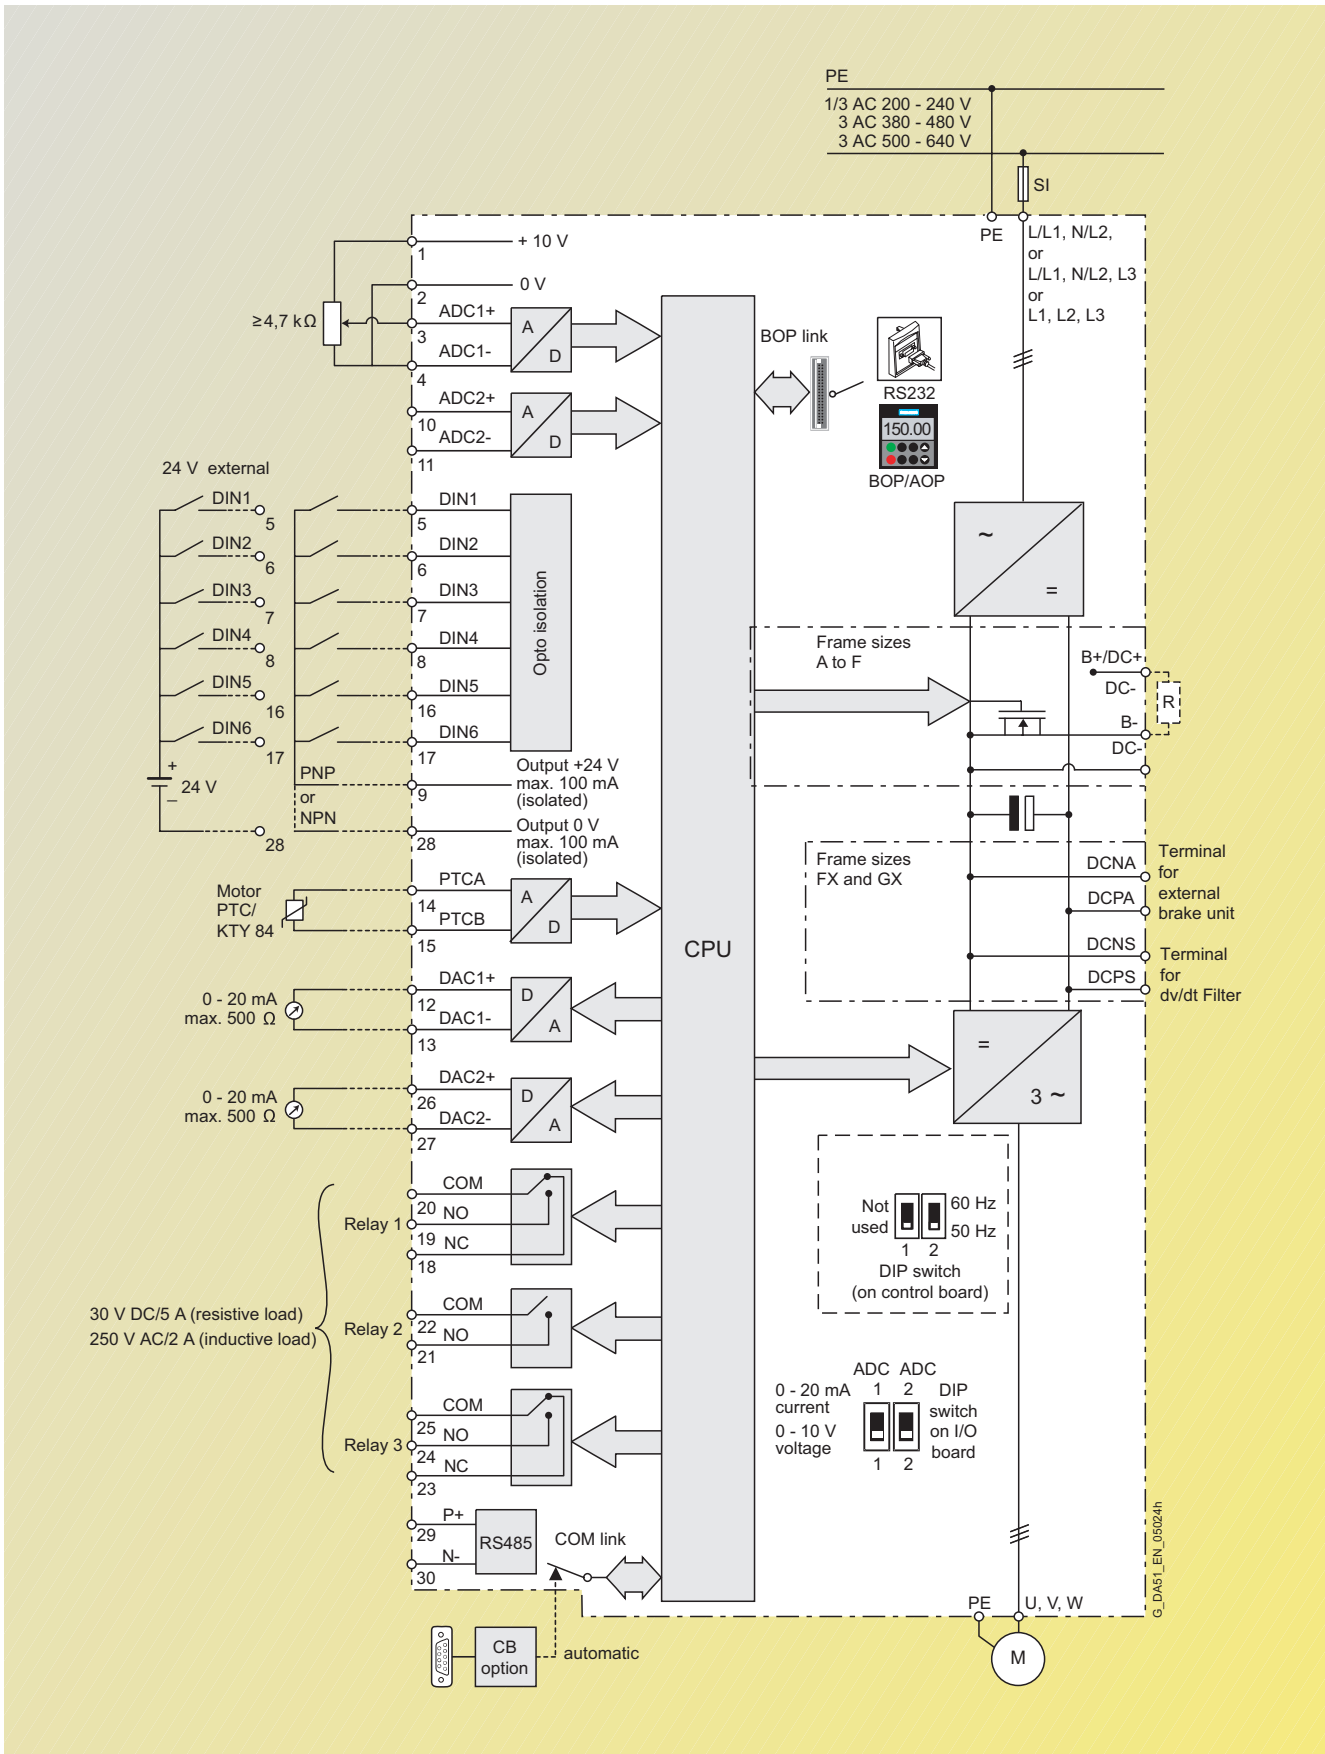 PE
1/3 AC 200 - 240 V
3 AC 380 - 480 V
3 AC 500 - 640 V
SI
PE
L/L1, N/L2,
or
L/L1, N/L2, L3
or
L1, L2, L3
1
+ 10 V
2
0 V
≥4,7 kΩ
ADC1+
3
ADC1-
4
A
D
ADC2+
10
ADC2-
11
A
D
BOP link
RS232
150.00
BOP/AOP
24 V external
DIN1
5
DIN2
6
DIN3
7
DIN4
8
DIN5
16
DIN6
17
+
24 V
–
28
DIN1
5
DIN2
6
DIN3
7
DIN4
8
DIN5
16
DIN6
17
Opto isolation
PNP
or
NPN
9
Output +24 V
max. 100 mA
(isolated)
28
Output 0 V
max. 100 mA
(isolated)
~
=
Frame sizes
A to F
B+/DC+
DC-
R
B-
DC-
Frame sizes
FX and GX
DCNA
DCPA
Terminal
for
external
brake unit
DCNS
DCPS
Terminal
for
dv/dt Filter
Motor
PTC/
KTY 84
PTCA
14
PTCB
15
A
D
CPU
0 - 20 mA
max. 500 Ω
DAC1+
12
DAC1-
13
D
A
=
3 ~
0 - 20 mA
max. 500 Ω
DAC2+
26
DAC2-
27
D
A
30 V DC/5 A (resistive load)
250 V AC/2 A (inductive load)
Relay 1
COM
20
NO
19
NC
18
Relay 2
COM
22
NO
21
Relay 3
COM
25
NO
24
NC
23
Not
used
60 Hz
50 Hz
1 2
DIP switch
(on control board)
ADC ADC
1 2
0 - 20 mA
current
0 - 10 V
voltage
DIP
switch
on I/O
board
1 2
P+
29
N-
30
RS485
COM link
CB
option
automatic
PE
U, V, W
M
G_DA51_EN_05024h